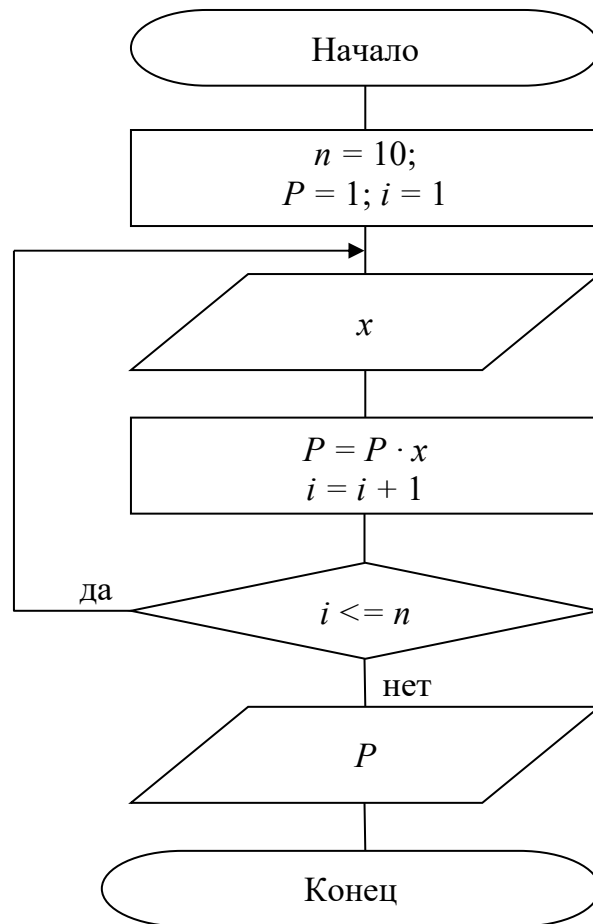 Начало
n = 10;
P = 1; i = 1
x
P = P · x
i = i + 1
да
i <= n
нет
P
Конец